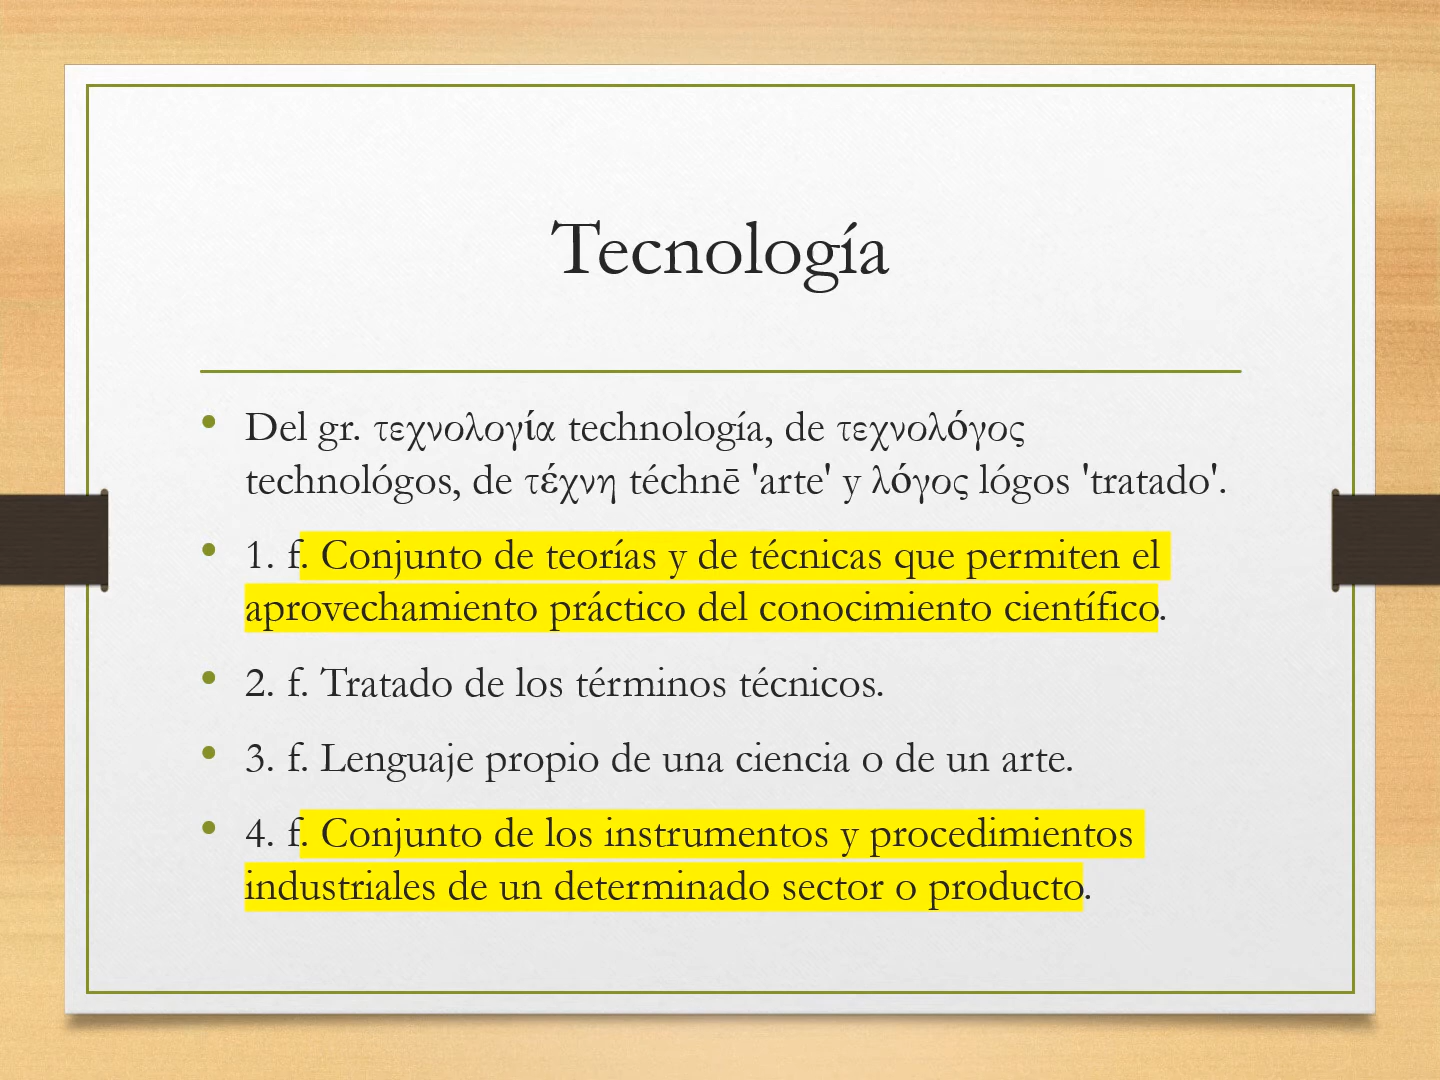 Tecnología
• Del gr. τεχνολογία technología, de τεχνολόγος
technológos, de τέχνη téchnē 'arte' y λόγος lógos 'tratado'.
• 1. f. Conjunto de teorías y de técnicas que permiten el
aprovechamiento práctico del conocimiento científico.
• 2. f. Tratado de los términos técnicos.
• 3. f. Lenguaje propio de una ciencia o de un arte.
• 4. f. Conjunto de los instrumentos y procedimientos
industriales de un determinado sector o producto.